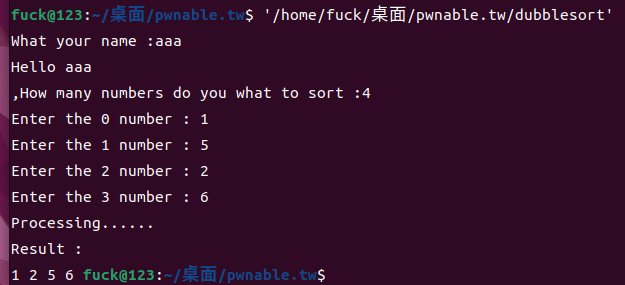 fuck@123:~/桌面/pwnable.tw$ '/home/fuck/桌面/pwnable.tw/dubblesort'
What your name :aaa
Hello aaa
,How many numbers do you what to sort :4
Enter the 0 number : 1
Enter the 1 number : 5
Enter the 2 number : 2
Enter the 3 number : 6
Processing......
Result :
1 2 5 6 fuck@123:~/桌面/pwnable.tw$